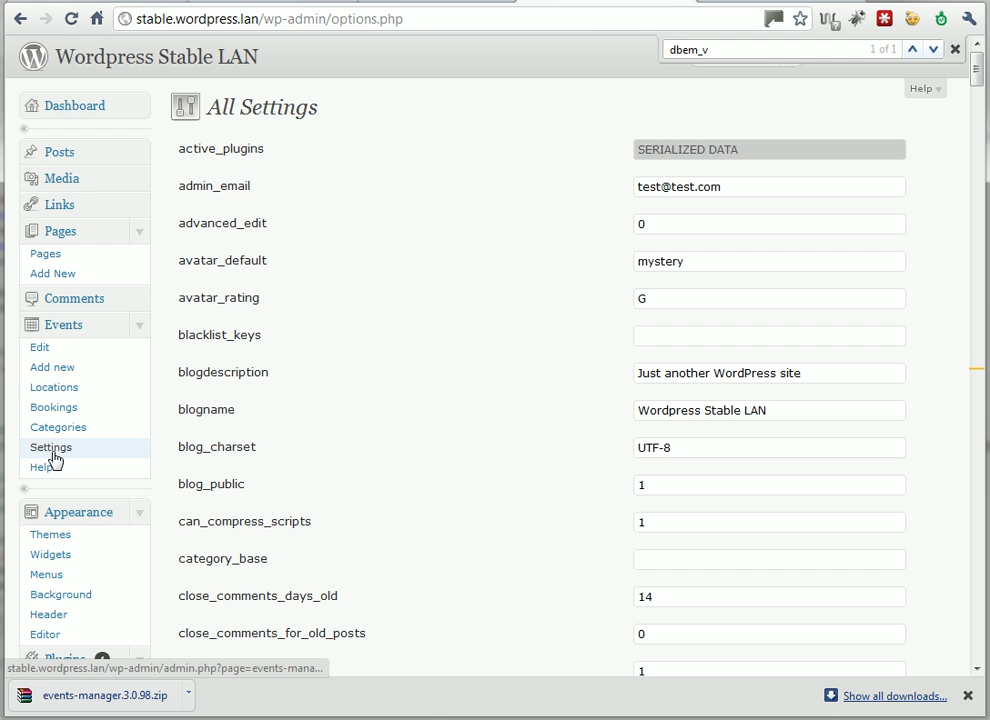 stable.wordpress.lan/wp-admin/options.php
dbem_v
1 of 1
Wordpress Stable LAN
Help
Dashboard
All Settings
Posts
Media
Links
Pages
Pages
Add New
Comments
Events
Edit
Add new
Locations
Bookings
Categories
Settings
Help
Appearance
Themes
Widgets
Menus
Background
Header
Editor
Plugins
active_plugins
SERIALIZED DATA
admin_email
test@test.com
advanced_edit
0
avatar_default
mystery
avatar_rating
G
blacklist_keys
blogdescription
Just another WordPress site
blogname
Wordpress Stable LAN
blog_charset
UTF-8
blog_public
1
can_compress_scripts
1
category_base
close_comments_days_old
14
close_comments_for_old_posts
0
1
stable.wordpress.lan/wp-admin/admin.php?page=events-mana...
events-manager.3.0.98.zip
Show all downloads...